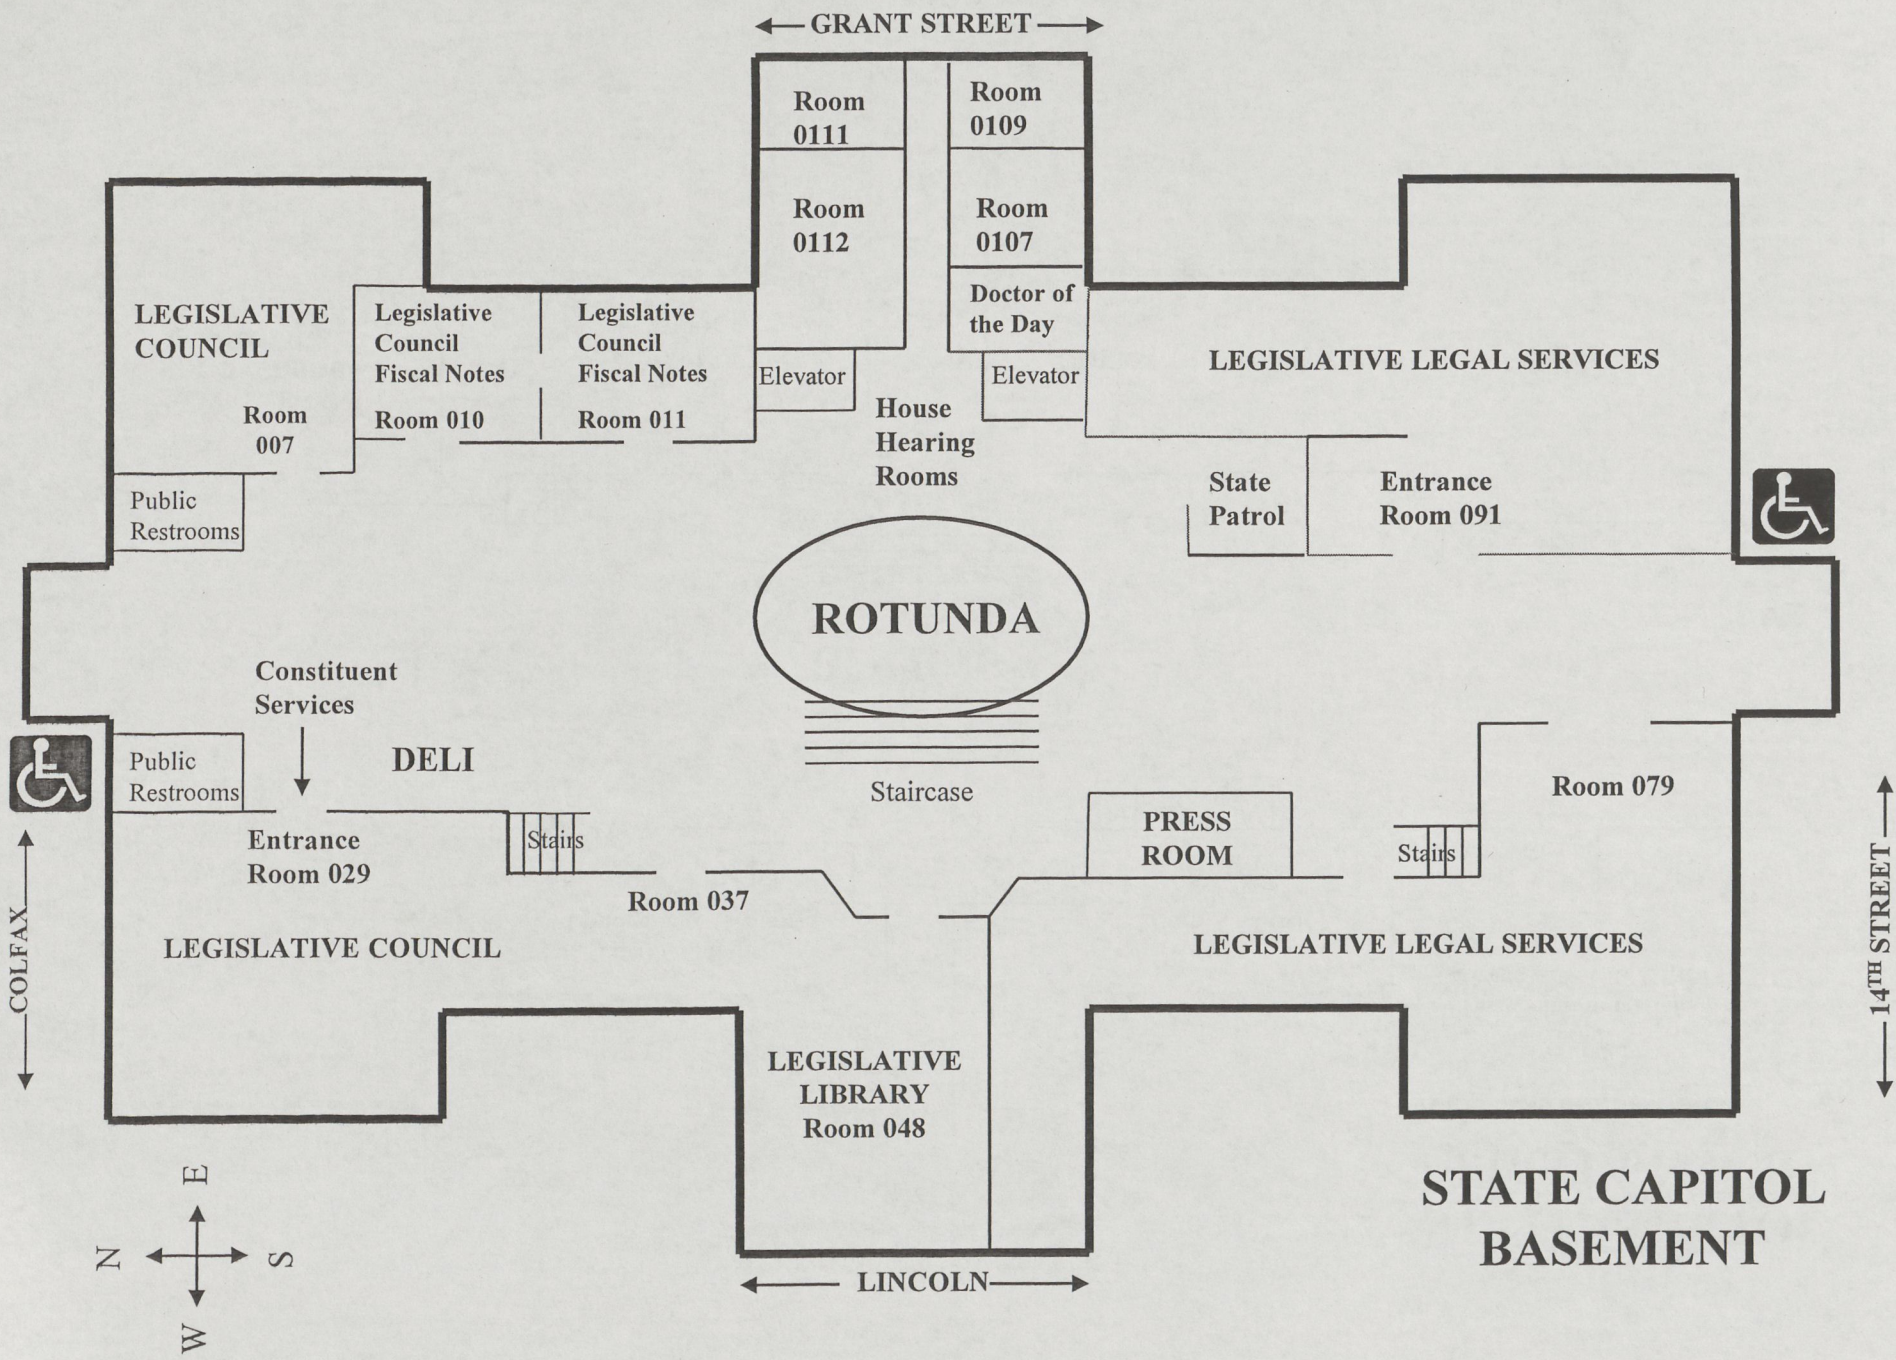 GRANT STREET
Room
0111
Room
0109
Room
0112
Room
0107
Doctor of
the Day
LEGISLATIVE
COUNCIL
Room
007
Legislative
Council
Fiscal Notes
Room 010
Legislative
Council
Fiscal Notes
Room 011
Elevator
Elevator
House
Hearing
Rooms
LEGISLATIVE LEGAL SERVICES
State
Patrol
Entrance
Room 091
Public
Restrooms
ROTUNDA
Constituent
Services
DELI
Public
Restrooms
Staircase
Entrance
Room 029
Stairs
Room 037
PRESS
ROOM
Stairs
Room 079
LEGISLATIVE COUNCIL
LEGISLATIVE LEGAL SERVICES
COLFAX
14TH STREET
LEGISLATIVE
LIBRARY
Room 048
E
N
S
W
LINCOLN
STATE CAPITOL
BASEMENT